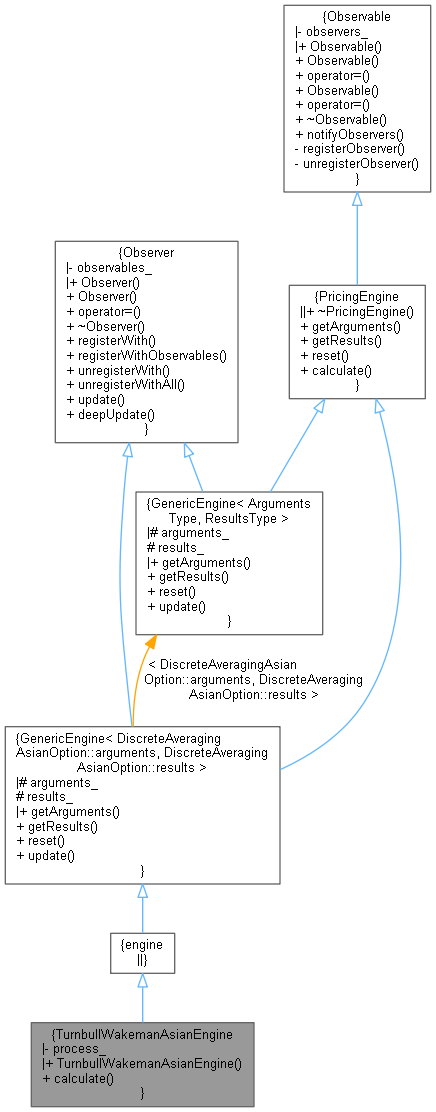 {Observable
|- observers_
|+ Observable()
+ Observable()
+ operator=()
+ Observable()
+ operator=()
+ ~Observable()
+ notifyObservers()
- registerObserver()
- unregisterObserver()
}
{Observer
|- observables_
|+ Observer()
+ Observer()
+ operator=()
+ ~Observer()
+ registerWith()
+ registerWithObservables()
+ unregisterWith()
+ unregisterWithAll()
+ update()
+ deepUpdate()
}
{PricingEngine
||+ ~PricingEngine()
+ getArguments()
+ getResults()
+ reset()
+ calculate()
}
{GenericEngine< Arguments
Type, ResultsType >
|# arguments_
# results_
|+ getArguments()
+ getResults()
+ reset()
+ update()
}
< DiscreteAveragingAsian
Option::arguments, DiscreteAveraging
AsianOption::results >
{GenericEngine< DiscreteAveraging
AsianOption::arguments, DiscreteAveraging
AsianOption::results >
|# arguments_
# results_
|+ getArguments()
+ getResults()
+ reset()
+ update()
}
{engine
||}
{TurnbullWakemanAsianEngine
|- process_
|+ TurnbullWakemanAsianEngine()
+ calculate()
}